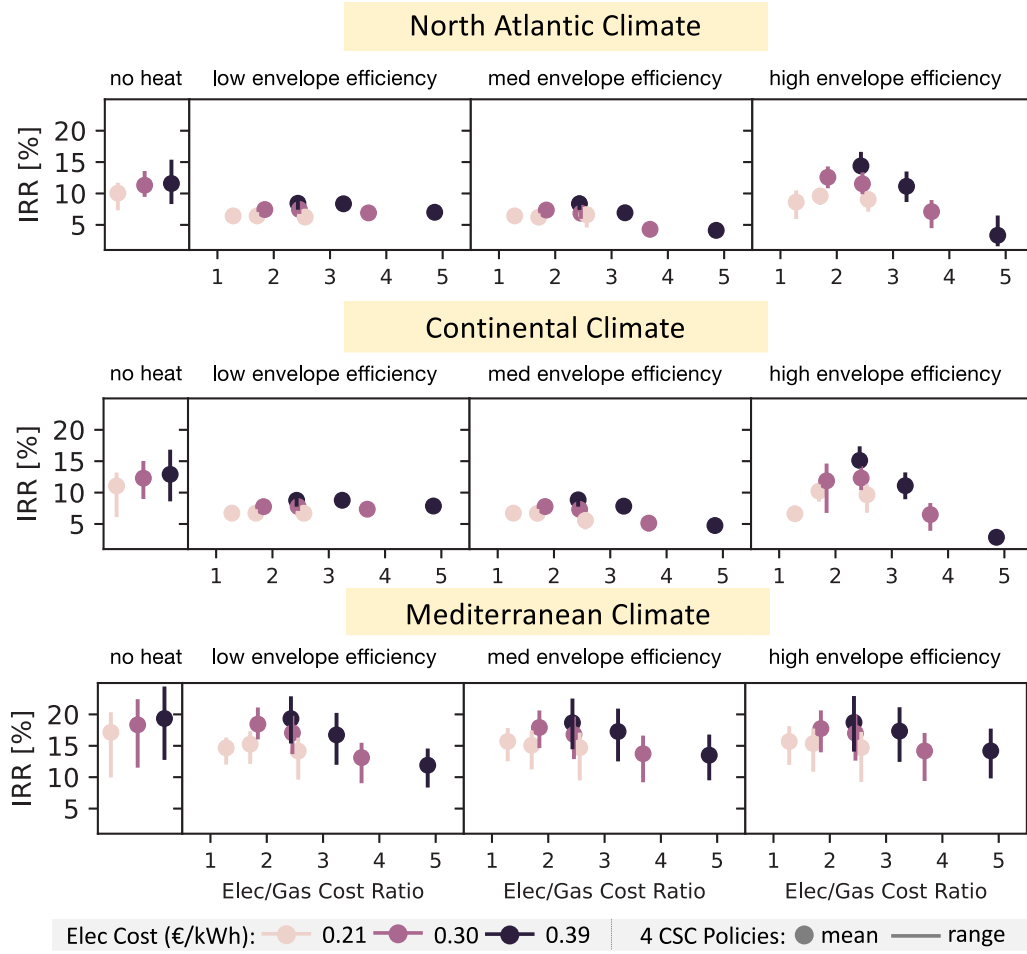 North Atlantic Climate
no heat low envelope efficiency med envelope efficiency high envelope efficiency
IRR [%]
20
15
10
5
1 2 3 4 5 1 2 3 4 5 1 2 3 4 5
Continental Climate
no heat low envelope efficiency med envelope efficiency high envelope efficiency
IRR [%]
20
15
10
5
1 2 3 4 5 1 2 3 4 5 1 2 3 4 5
Mediterranean Climate
no heat low envelope efficiency med envelope efficiency high envelope efficiency
IRR [%]
20
15
10
5
1 2 3 4 5 1 2 3 4 5 1 2 3 4 5
Elec/Gas Cost Ratio Elec/Gas Cost Ratio Elec/Gas Cost Ratio
Elec Cost (€/kWh): 0.21 0.30 0.39 4 CSC Policies: mean range